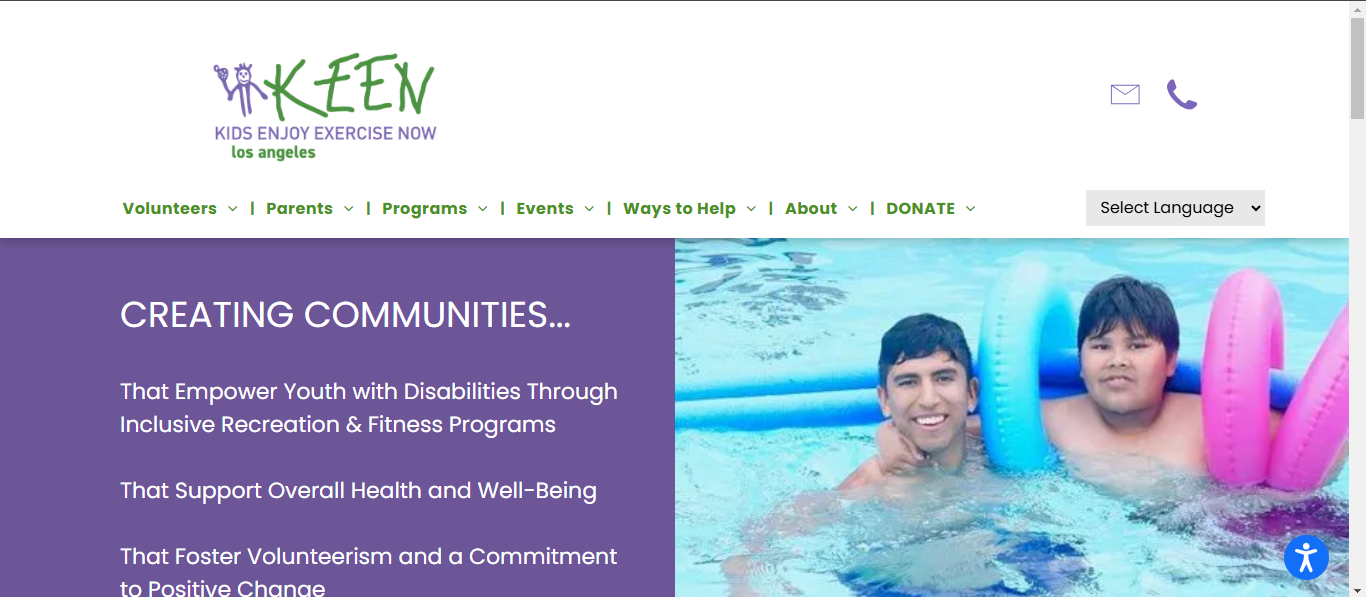 KEEN
KIDS ENJOY EXERCISE NOW
los angeles
Volunteers | Parents | Programs | Events | Ways to Help | About | DONATE
Select Language
CREATING COMMUNITIES...
That Empower Youth with Disabilities Through
Inclusive Recreation & Fitness Programs
That Support Overall Health and Well-Being
That Foster Volunteerism and a Commitment
to Positive Change